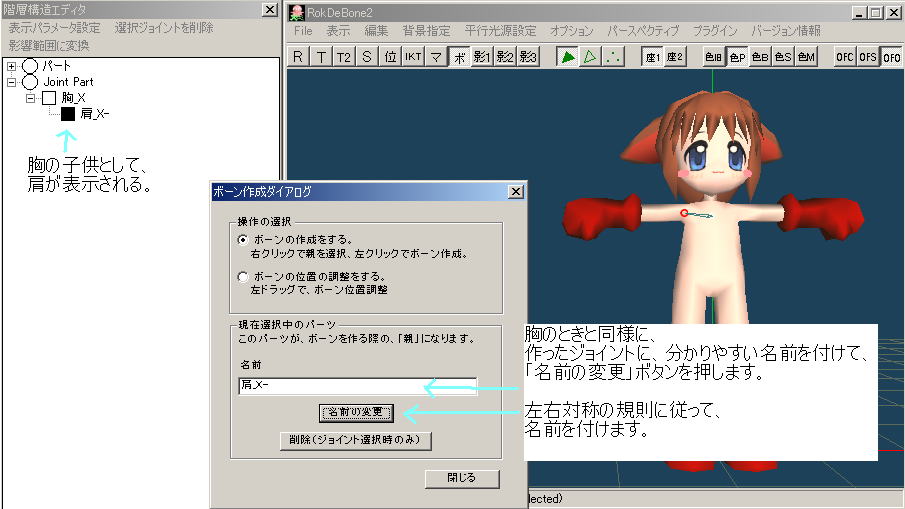 階層構造エディタ
表示パラメータ設定 選択ジョイントを削除
影響範囲に変換
パート
Joint Part
胸_X
肩_X-
胸の子供として、
肩が表示される。
RokDeBone2
File 表示 編集 背景指定 平行光源設定 オプション パースペクティブ プラグイン バージョン情報
R T T2 S 位 IKT マ ボ 影1 影2 影3 座1 座2 色旧 色P 色B 色S 色M OFC OFS OFO
ボーン作成ダイアログ
操作の選択
ボーンの作成をする。
右クリックで親を選択、左クリックでボーン作成。
ボーンの位置の調整をする。
左ドラッグで、ボーン位置調整
現在選択中のパーツ
このパーツが、ボーンを作る際の、「親」になります。
名前
肩_X-
名前の変更
削除(ジョイント選択時のみ)
閉じる
胸のときと同様に、
作ったジョイントに、分かりやすい名前を付けて、
「名前の変更」ボタンを押します。
左右対称の規則に従って、
名前を付けます。
lected)